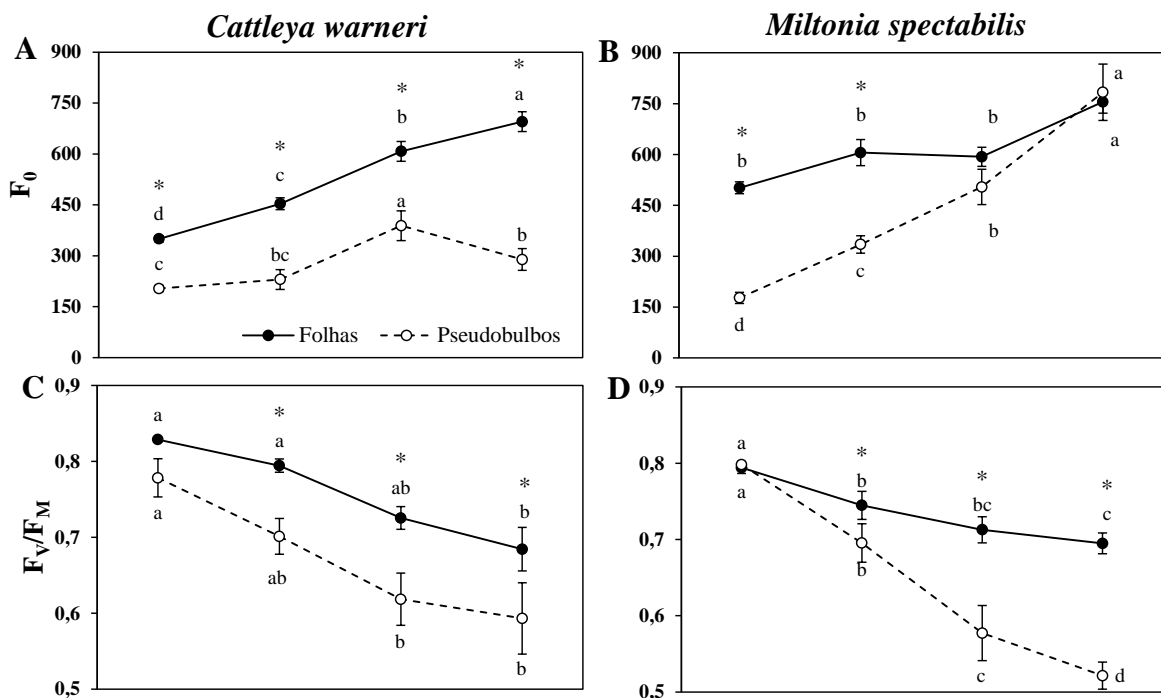 Cattleya warneri
Miltonia spectabilis
A
B
F0
900
750
600
450
300
150
0
* * * *
d c b a
c bc a b
Folhas Pseudobulbos
900
750
600
450
300
150
0
* *
b b b a
d c b a
C
D
FV/FM
0,9
0,8
0,7
0,6
0,5
* * *
a a ab b
a ab b b
0,9
0,8
0,7
0,6
0,5
* * *
a b bc c
a b c d